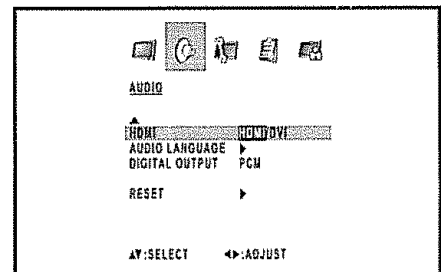 AUDIO
▲
HDMI HDMI/DVI
AUDIO LANGUAGE ▶
DIGITAL OUTPUT PCM
RESET ▶
▲▼:SELECT ◀▶:ADJUST